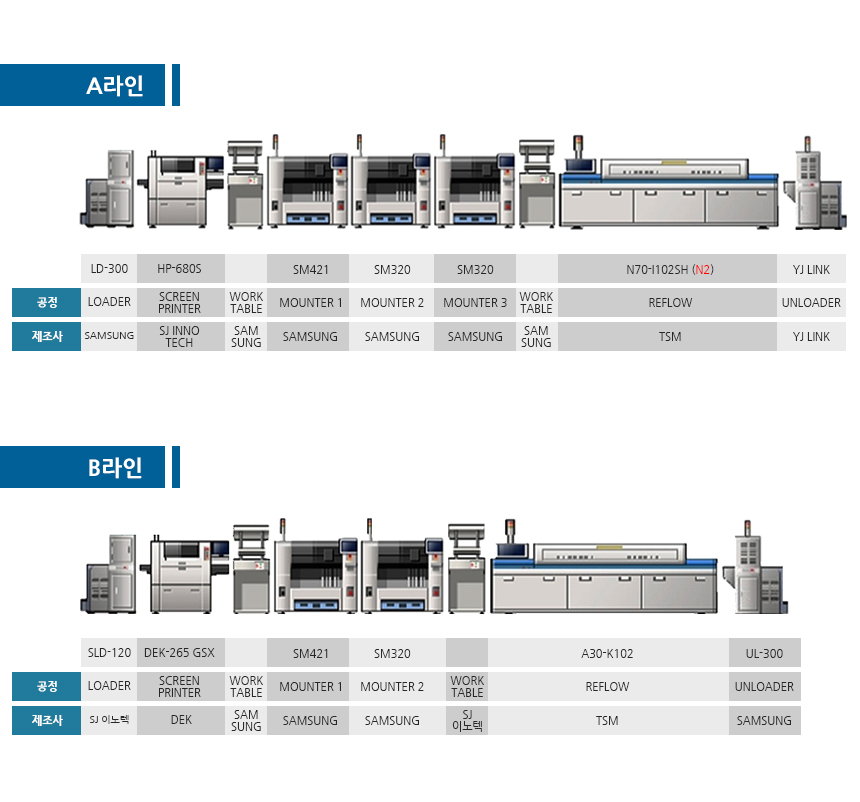 A라인
LD-300 HP-680S SM421 SM320 SM320 N70-I102SH (N2) YJ LINK
공정 LOADER SCREEN PRINTER WORK TABLE MOUNTER 1 MOUNTER 2 MOUNTER 3 WORK TABLE REFLOW UNLOADER
제조사 SAMSUNG SJ INNO TECH SAM SUNG SAMSUNG SAMSUNG SAMSUNG SAM SUNG TSM YJ LINK
B라인
SLD-120 DEK-265 GSX SM421 SM320 A30-K102 UL-300
공정 LOADER SCREEN PRINTER WORK TABLE MOUNTER 1 MOUNTER 2 WORK TABLE REFLOW UNLOADER
제조사 SJ 이노텍 DEK SAM SUNG SAMSUNG SAMSUNG SJ 이노텍 TSM SAMSUNG